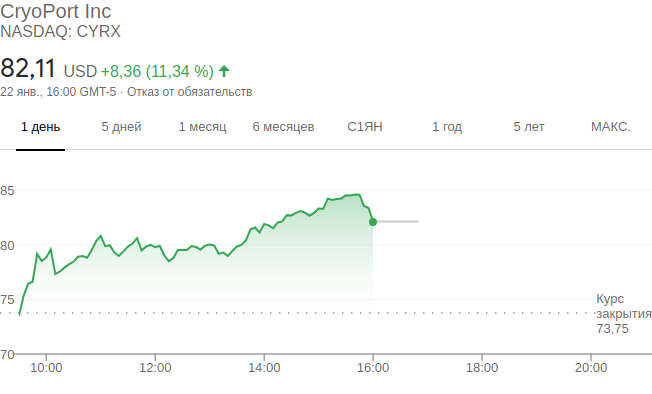 CryoPort Inc
NASDAQ: CYRX
82,11 USD +8,36 (11,34 %)
22 янв., 16:00 GMT-5 · Отказ от обязательств
1 день 5 дней 1 месяц 6 месяцев С1ЯН 1 год 5 лет МАКС.
85
80
75
Курс
закрытия
73,75
70
10:00 12:00 14:00 16:00 18:00 20:00